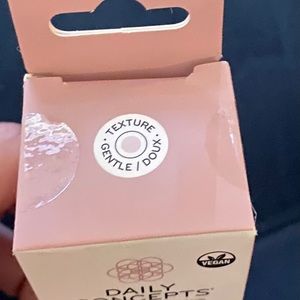 · TEXTURE ·
GENTLE / DOUX
VEGAN
DAILY
CONCEPTS®